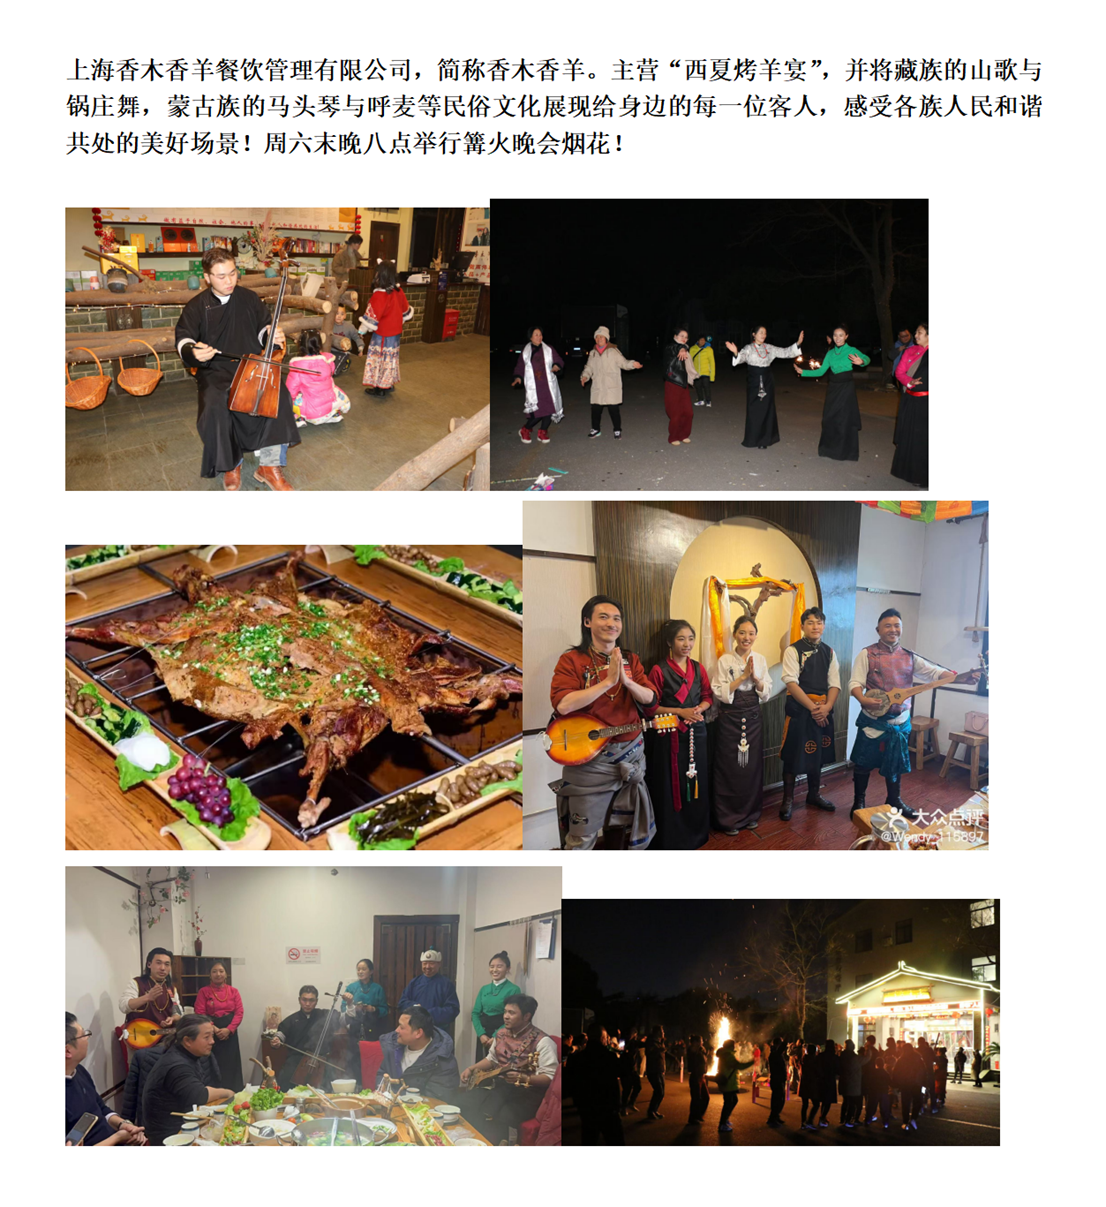 上海香木香羊餐饮管理有限公司，简称香木香羊。主营“西夏烤羊宴”，并将藏族的山歌与
锅庄舞，蒙古族的马头琴与呼麦等民俗文化展现给身边的每一位客人，感受各族人民和谐
共处的美好场景！周六末晚八点举行篝火晚会烟花！
大众点评
@Wendy_115897